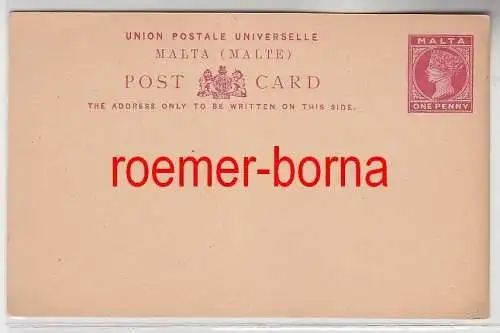 UNION POSTALE UNIVERSELLE
MALTA (MALTE)
POST CARD
THE ADDRESS ONLY TO BE WRITTEN ON THIS SIDE.
MALTA
ONE PENNY
roemer-borna